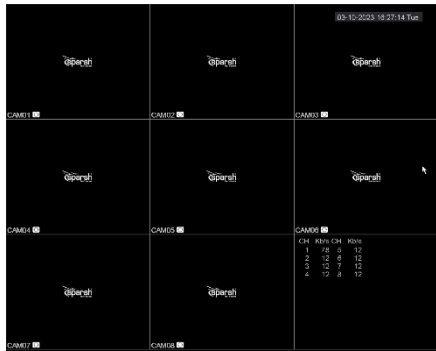 03-10-2023 16:27:14 Tue
sparsh
sparsh
sparsh
CAM01
CAM02
CAM03
sparsh
sparsh
sparsh
CAM04
CAM05
CAM06
CH Kb/s CH Kb/s
1 78 5 12
2 12 6 12
3 12 7 12
4 12 8 12
sparsh
sparsh
CAM07
CAM08